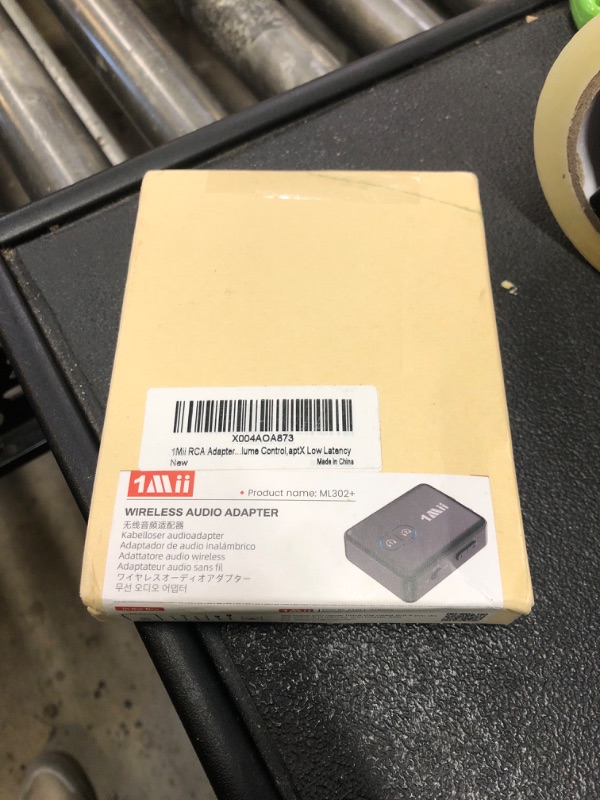 X004AOA873
1Mii RCA Adapter...lume Control,aptX Low Latency
New Made in China
1Mii
• Product name: ML302+
WIRELESS AUDIO ADAPTER
无线音频适配器
Kabelloser audioadapter
Adaptador de audio inalámbrico
Adattatore audio wireless
Adaptateur audio sans fil
ワイヤレスオーディオアダプター
무선 오디오 어댑터
1Mii
1Mii